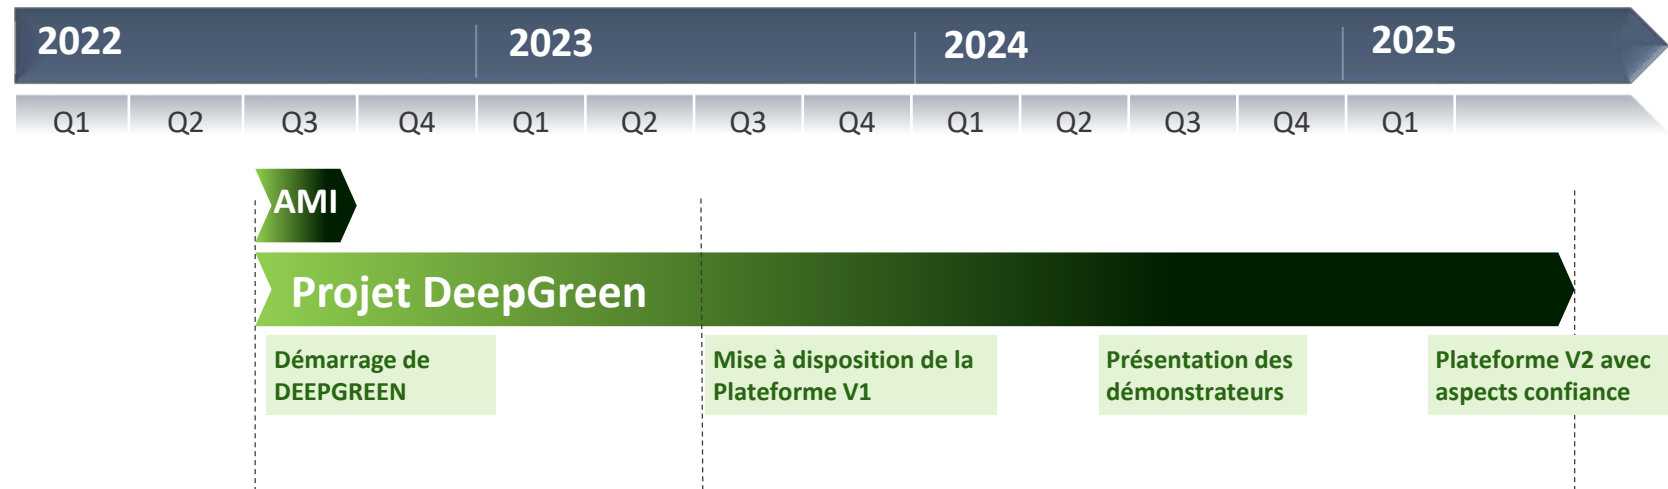 2022
2023
2024
2025
Q1
Q2
Q3
Q4
Q1
Q2
Q3
Q4
Q1
Q2
Q3
Q4
Q1
AMI
Projet DeepGreen
Démarrage de
DEEPGREEN
Mise à disposition de la
Plateforme V1
Présentation des
démonstrateurs
Plateforme V2 avec
aspects confiance